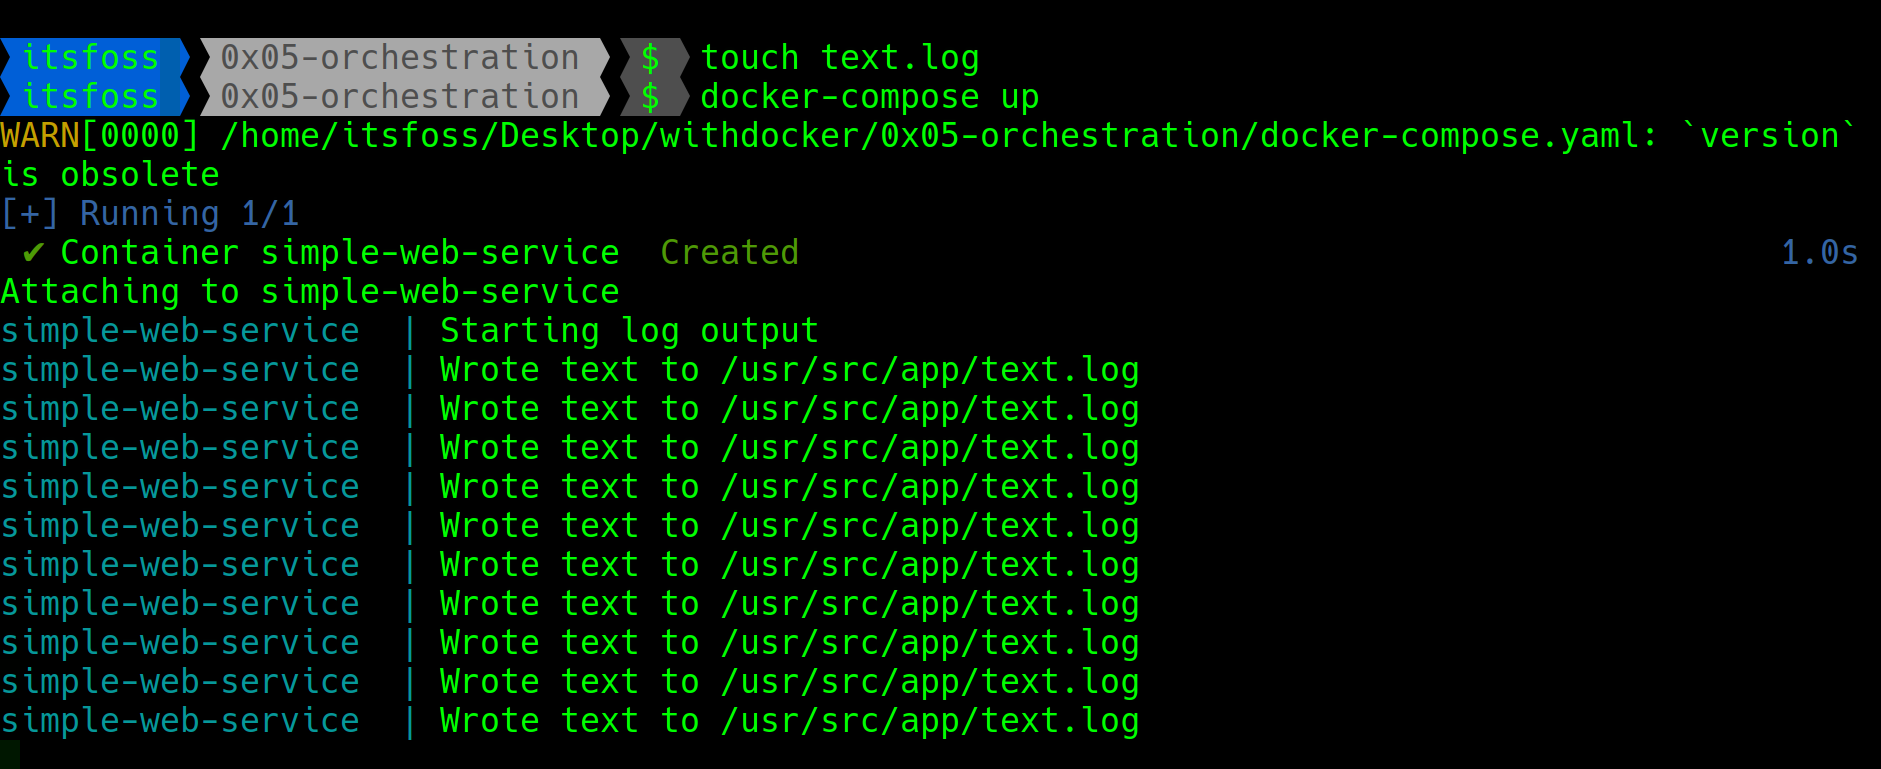 itsfoss 0x05-orchestration $ touch text.log
itsfoss 0x05-orchestration $ docker-compose up
WARN[0000] /home/itsfoss/Desktop/withdocker/0x05-orchestration/docker-compose.yaml: `version`
is obsolete
[+] Running 1/1
✔ Container simple-web-service  Created 1.0s
Attaching to simple-web-service
simple-web-service  | Starting log output
simple-web-service  | Wrote text to /usr/src/app/text.log
simple-web-service  | Wrote text to /usr/src/app/text.log
simple-web-service  | Wrote text to /usr/src/app/text.log
simple-web-service  | Wrote text to /usr/src/app/text.log
simple-web-service  | Wrote text to /usr/src/app/text.log
simple-web-service  | Wrote text to /usr/src/app/text.log
simple-web-service  | Wrote text to /usr/src/app/text.log
simple-web-service  | Wrote text to /usr/src/app/text.log
simple-web-service  | Wrote text to /usr/src/app/text.log
simple-web-service  | Wrote text to /usr/src/app/text.log